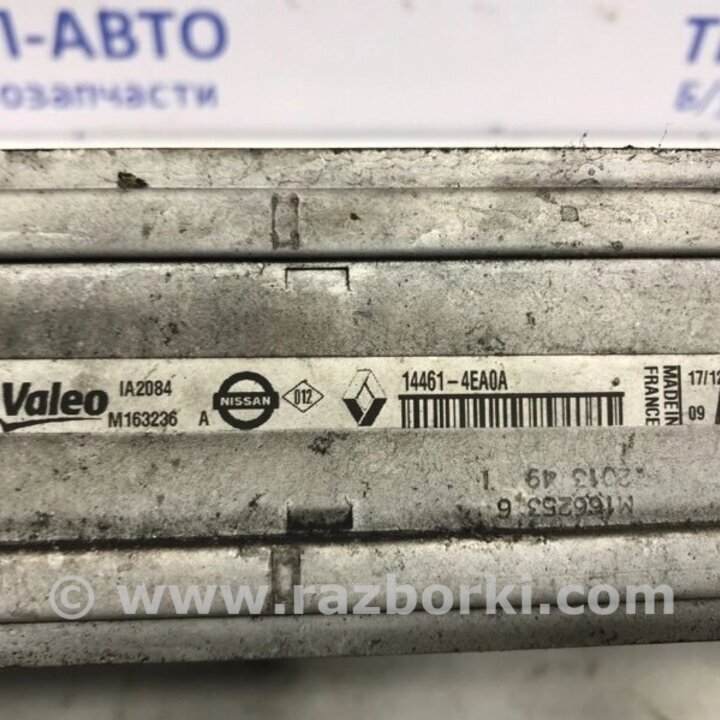 Л-АВТО
озапчасти
Б/
Valeo
IA2084
M163236 A
NISSAN
012
14461-4EA0A
MADE IN
FRANCE
17/12
09
2013 49 1
M166253 6
© www.razborki.com